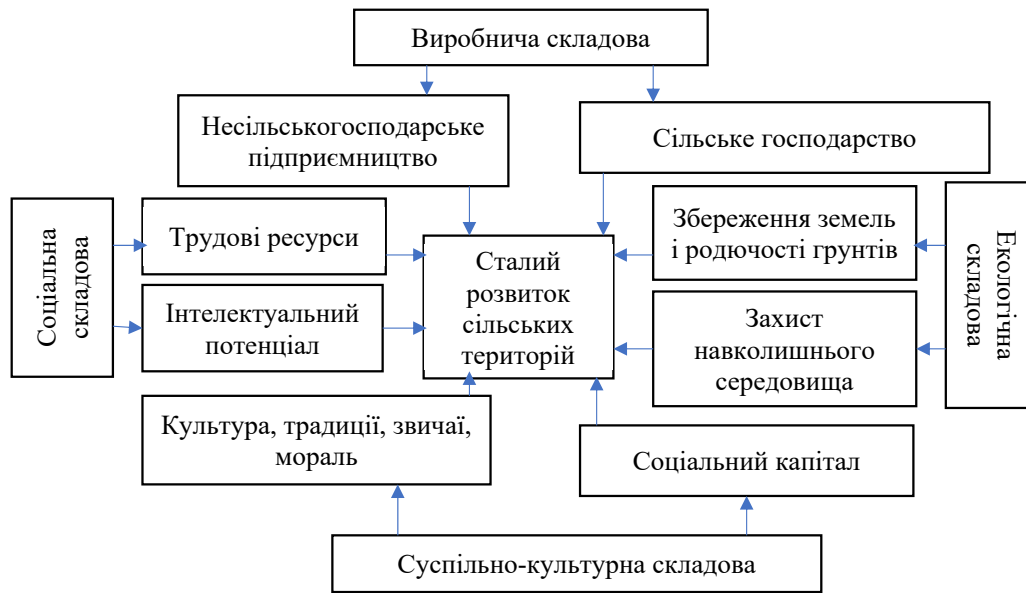 Виробнича складова
Несільськогосподарське
підприємництво
Сільське господарство
Соціальна
складова
Трудові ресурси
Інтелектуальний
потенціал
Сталий
розвиток
сільських
територій
Збереження земель
і родючості грунтів
Захист
навколишнього
середовища
Екологічна
складова
Культура, традиції, звичаї,
мораль
Соціальний капітал
Суспільно-культурна складова